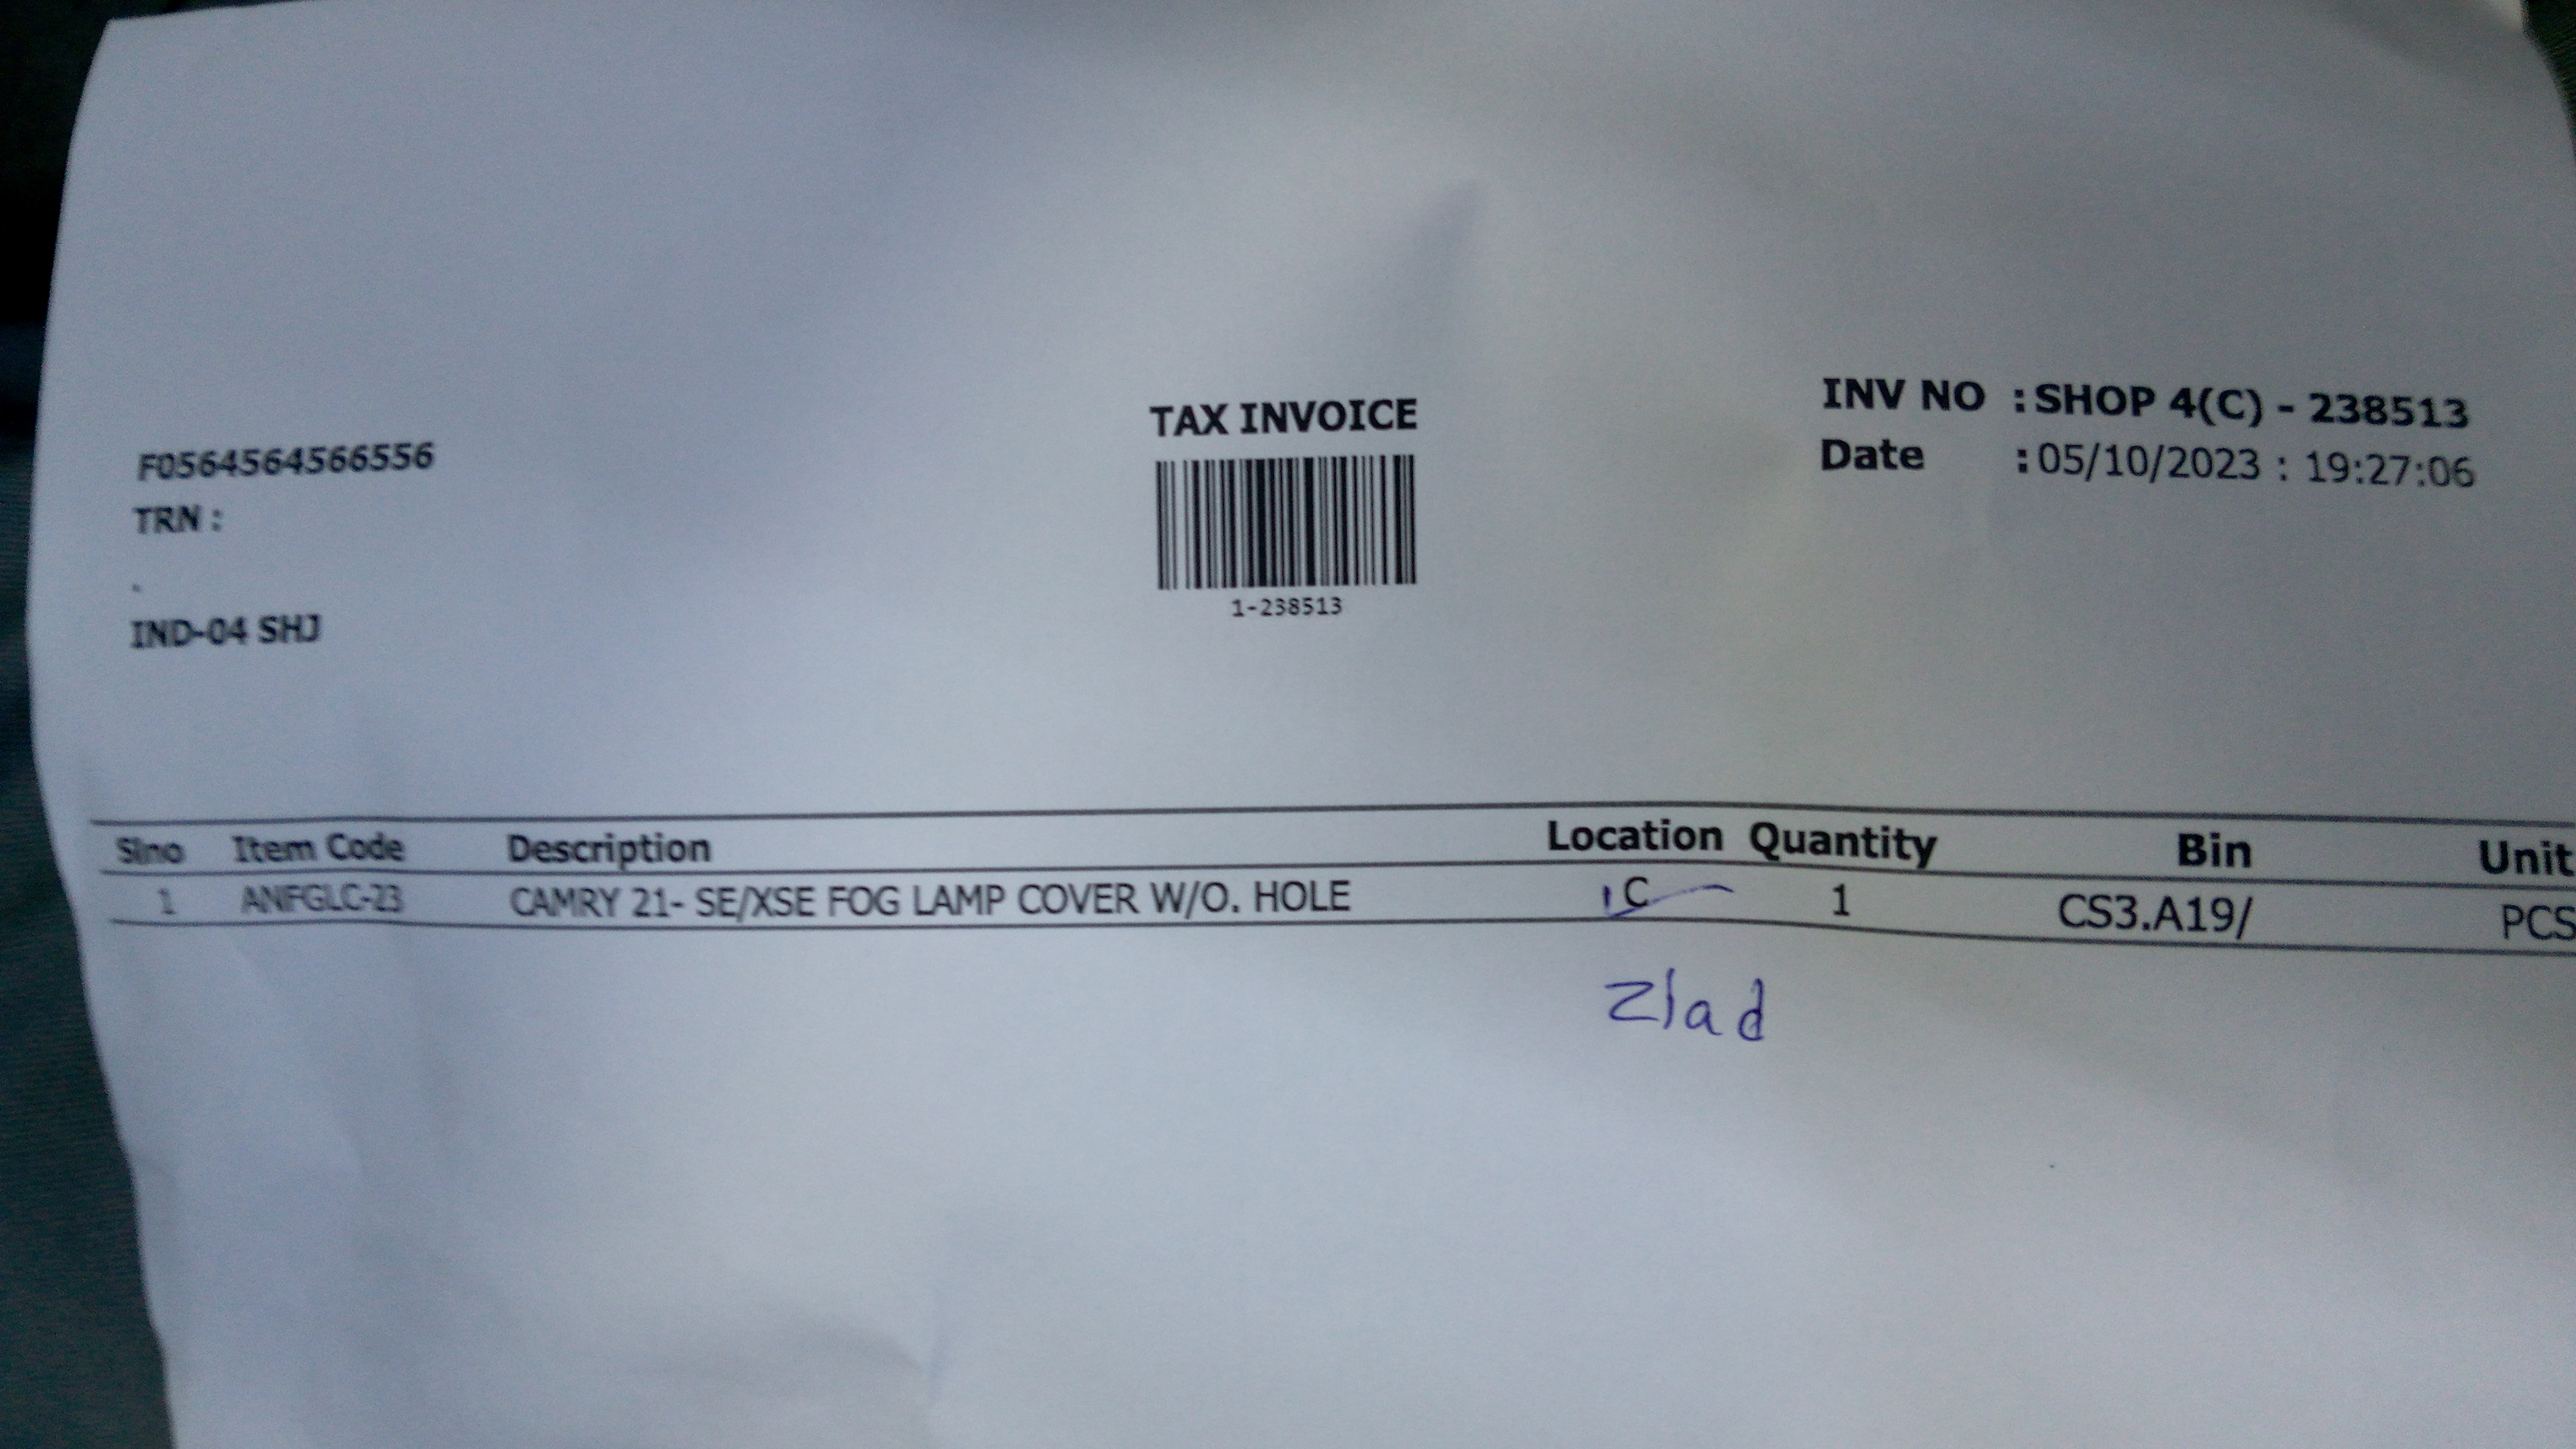 TAX INVOICE
INV NO : SHOP 4(C) - 238513
Date : 05/10/2023 : 19:27:06
F0564564566556
TRN :
.
IND-04 SHJ
1-238513
Slno Item Code Description Location Quantity Bin Unit
1 ANFGLC-23 CAMRY 21- SE/XSE FOG LAMP COVER W/O. HOLE C 1 CS3.A19/ PCS
Ziad